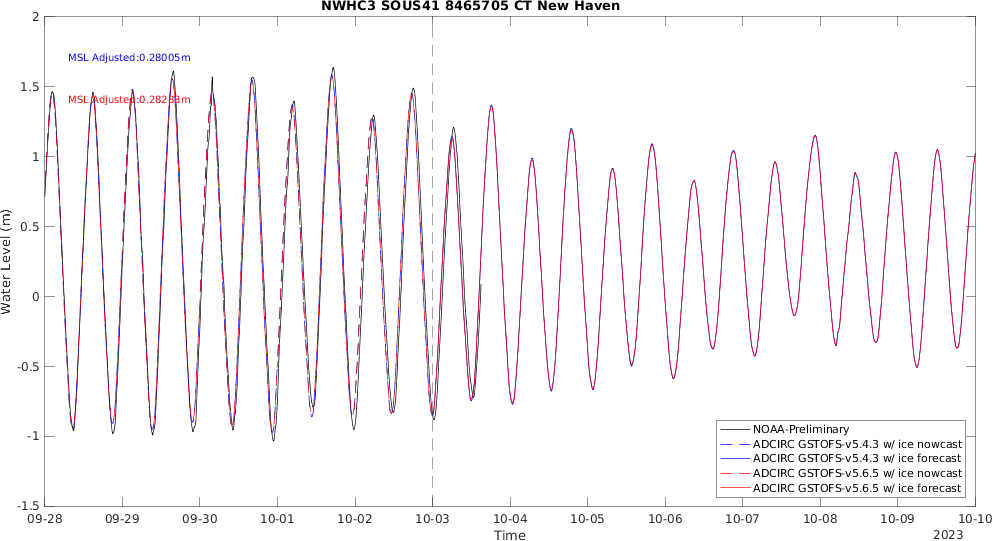 NWHC3 SOUS41 8465705 CT New Haven
MSL Adjusted:0.28005m
MSL Adjusted:0.28233m
Water Level (m)
2
1.5
1
0.5
0
-0.5
-1
-1.5
NOAA-Preliminary
ADCIRC GSTOFS-v5.4.3 w/ ice nowcast
ADCIRC GSTOFS-v5.4.3 w/ ice forecast
ADCIRC GSTOFS-v5.6.5 w/ ice nowcast
ADCIRC GSTOFS-v5.6.5 w/ ice forecast
09-28 09-29 09-30 10-01 10-02 10-03 10-04 10-05 10-06 10-07 10-08 10-09 10-10
Time
2023